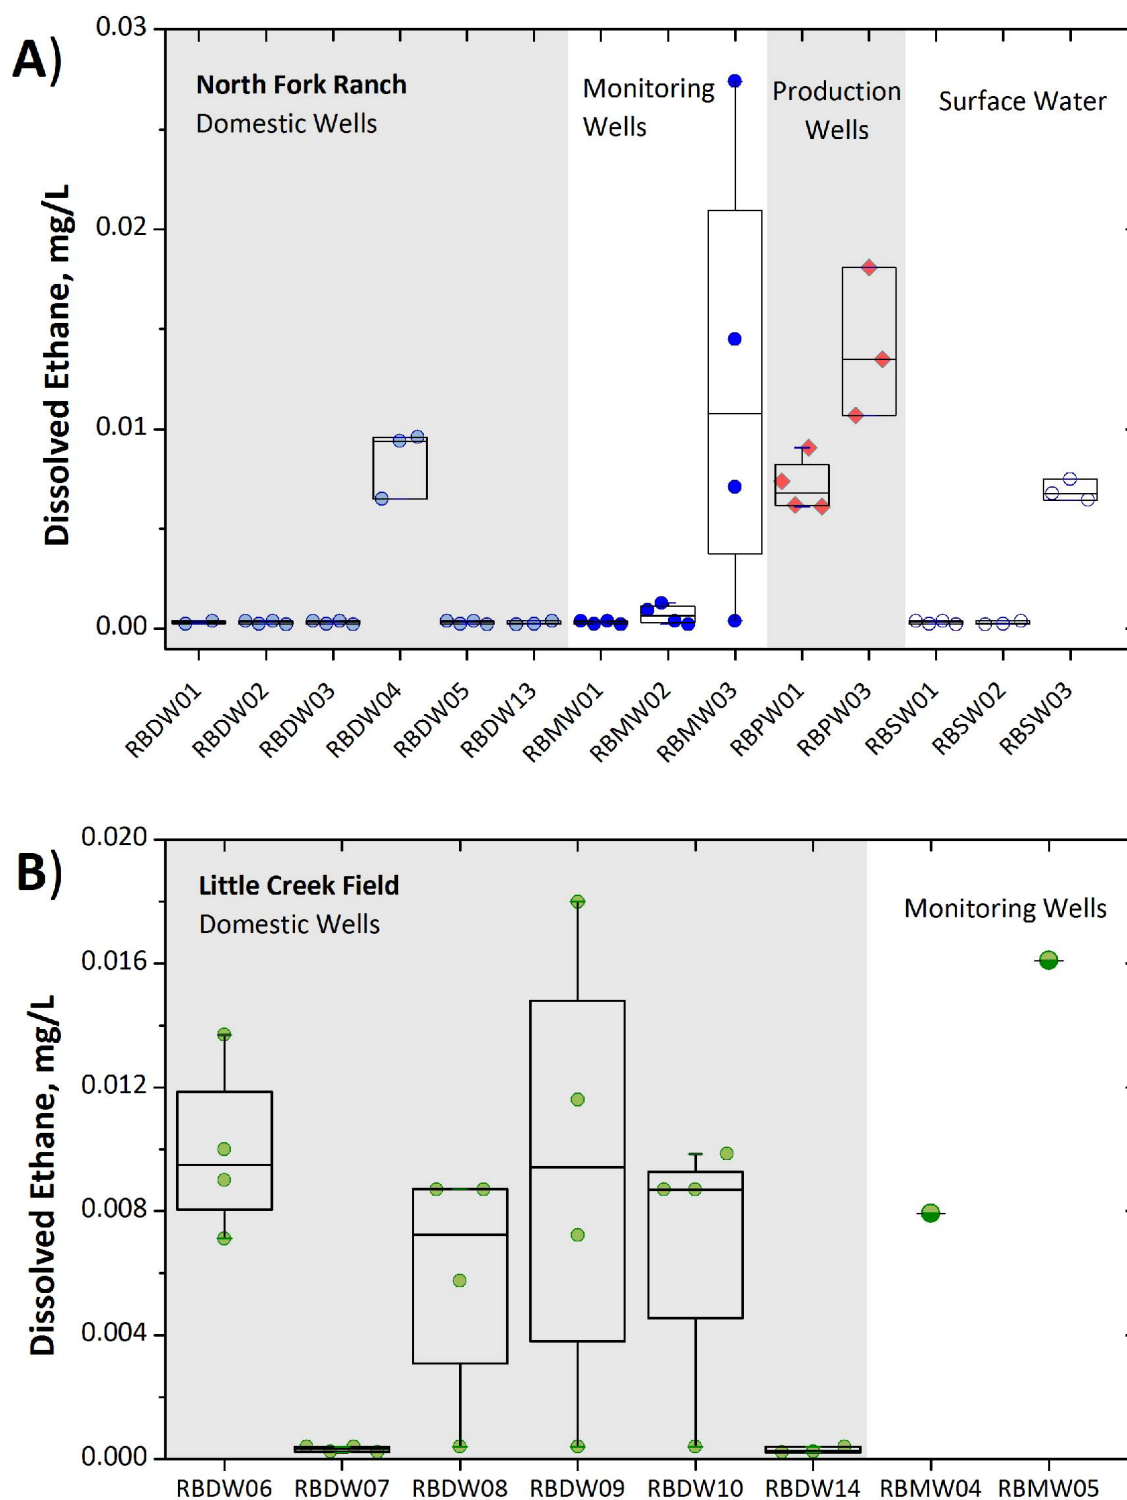 A)
North Fork Ranch
Domestic Wells
Monitoring
Wells
Production
Wells
Surface Water
Dissolved Ethane, mg/L
0.03
0.02
0.01
0.00
RBDW01
RBDW02
RBDW03
RBDW04
RBDW05
RBDW13
RBMW01
RBMW02
RBMW03
RBPW01
RBPW03
RBSW01
RBSW02
RBSW03
B)
Little Creek Field
Domestic Wells
Monitoring Wells
Dissolved Ethane, mg/L
0.020
0.016
0.012
0.008
0.004
0.000
RBDW06 RBDW07 RBDW08 RBDW09 RBDW10 RBDW14 RBMW04 RBMW05